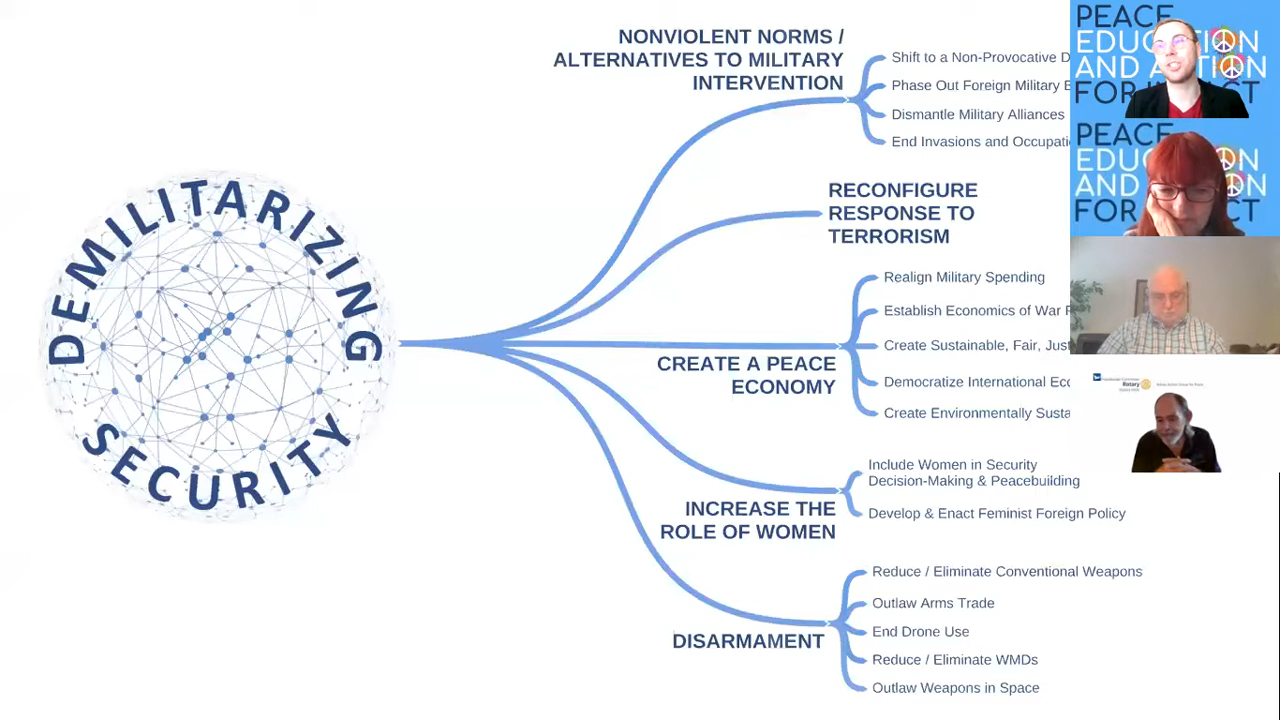 DEMILITARIZING
SECURITY
NONVIOLENT NORMS /
ALTERNATIVES TO MILITARY
INTERVENTION
Shift to a Non-Provocative D
Phase Out Foreign Military B
Dismantle Military Alliances
End Invasions and Occupati
RECONFIGURE
RESPONSE TO
TERRORISM
CREATE A PEACE
ECONOMY
Realign Military Spending
Establish Economics of War P
Create Sustainable, Fair, Just
Democratize International Eco
Create Environmentally Susta
INCREASE THE
ROLE OF WOMEN
Include Women in Security
Decision-Making & Peacebuilding
Develop & Enact Feminist Foreign Policy
DISARMAMENT
Reduce / Eliminate Conventional Weapons
Outlaw Arms Trade
End Drone Use
Reduce / Eliminate WMDs
Outlaw Weapons in Space
PEACE
EDUCATION
AND ACTION
FOR IMPACT
PEACE
EDUCATION
AND ACTION
FOR IMPACT
Rotary